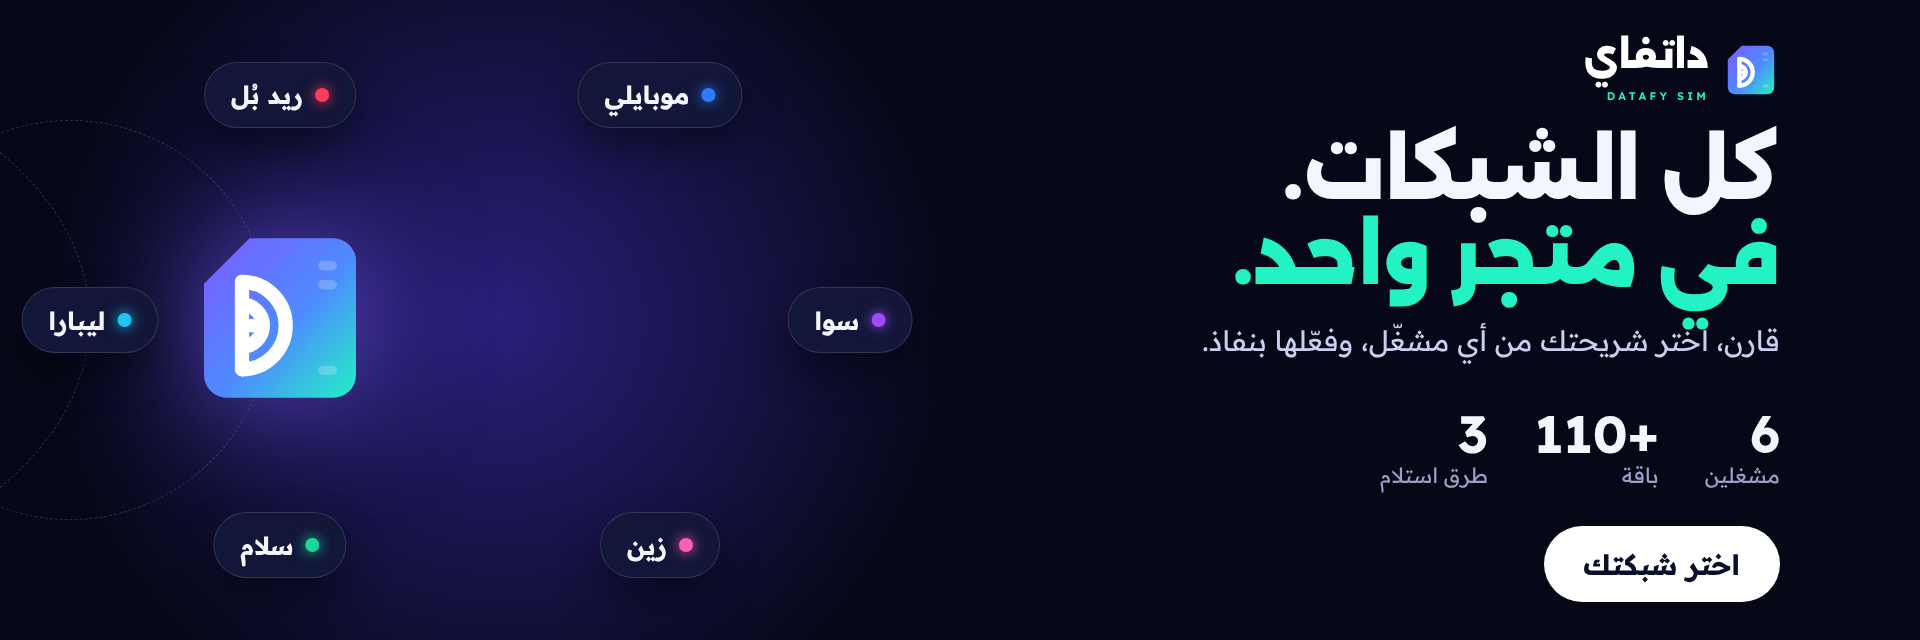 داتفاي
DATAFY SIM
كل الشبكات.
في متجر واحد.
قارن، اختر شريحتك من أي مشغّل، وفعّلها بنفاذ.
6
مشغلين
110+
باقة
3
طرق استلام
اختر شبكتك
موبايلي
ريد بُل
سوا
ليبارا
زين
سلام